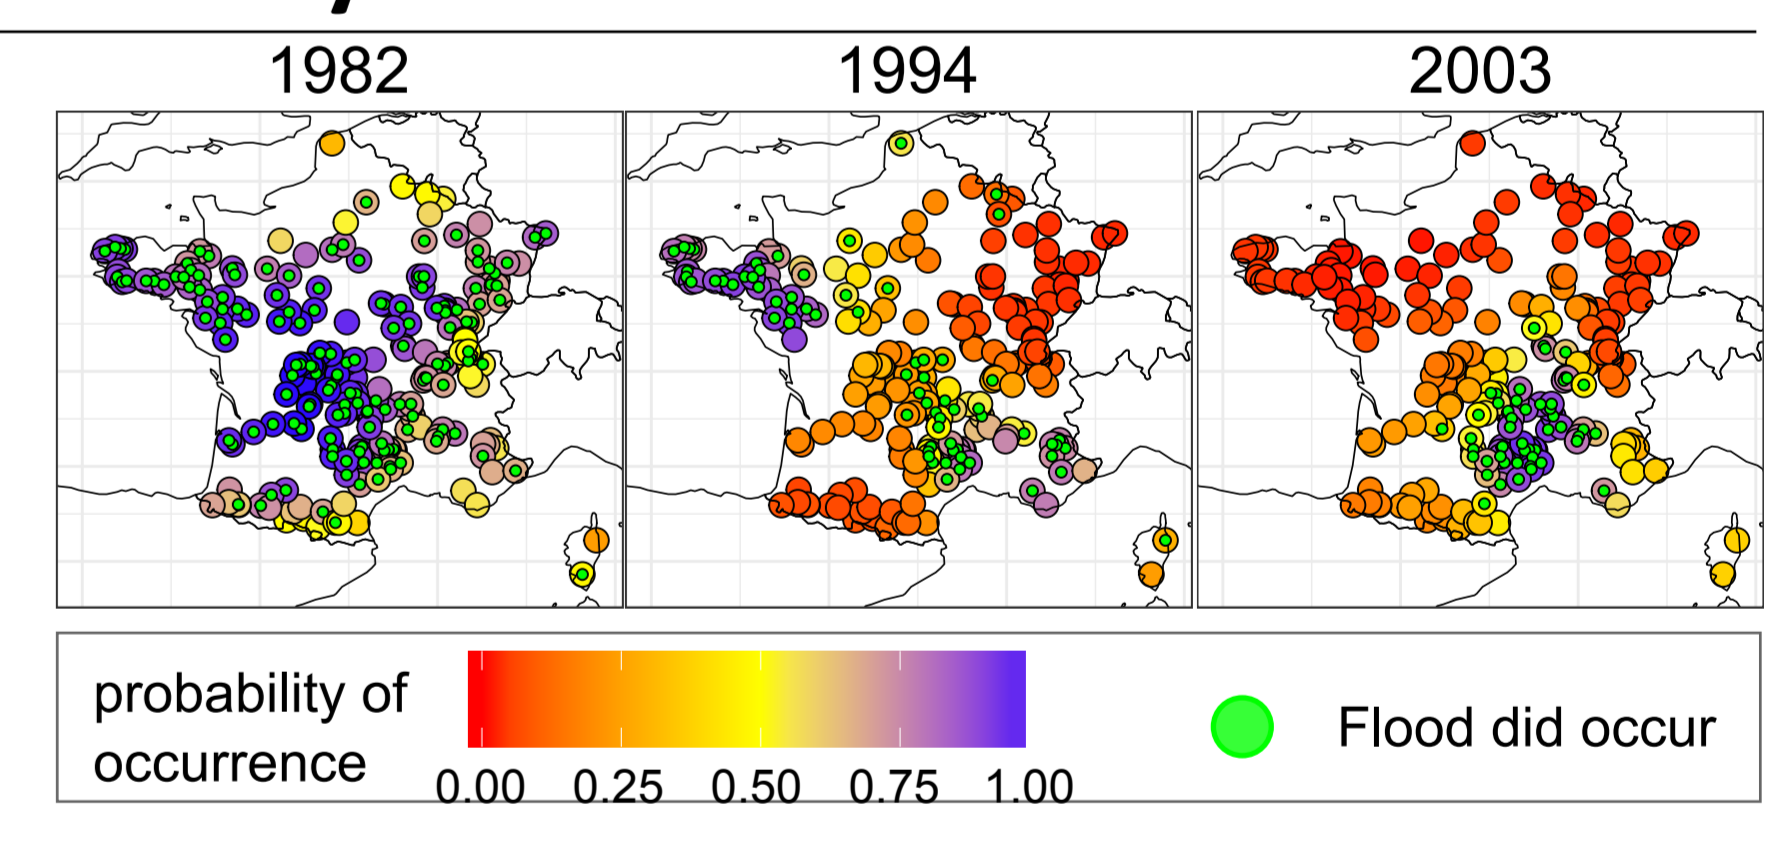 1982 1994 2003
probability of
occurrence
0.00 0.25 0.50 0.75 1.00
Flood did occur